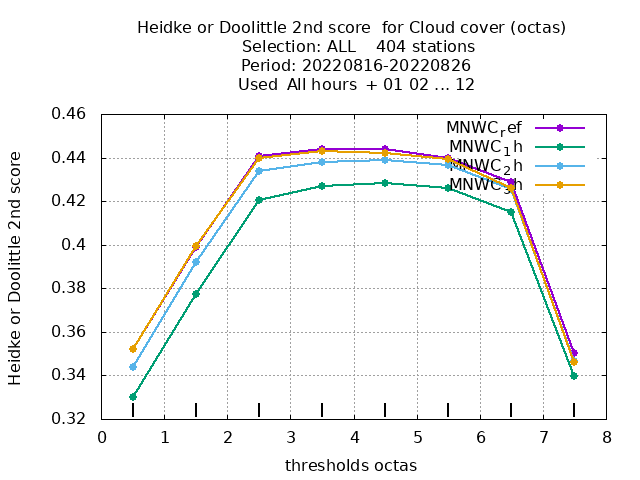 Heidke or Doolittle 2nd score  for Cloud cover (octas)
Selection: ALL    404 stations
Period: 20220816-20220826
Used  All hours  + 01 02 ... 12
MNWC_ref
MNWC_1h
MNWC_2h
MNWC_3h
0.46
0.44
0.42
0.4
0.38
0.36
0.34
0.32
Heidke or Doolittle 2nd score
0 1 2 3 4 5 6 7 8
thresholds octas